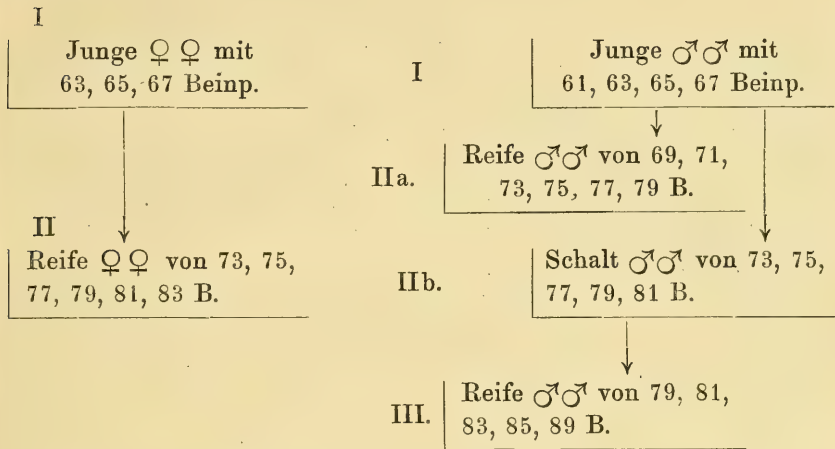 I
Junge ♀♀ mit
63, 65, 67 Beinp.
II
Reife ♀♀ von 73, 75,
77, 79, 81, 83 B.
I
Junge ♂♂ mit
61, 63, 65, 67 Beinp.
IIa.
Reife ♂♂ von 69, 71,
73, 75, 77, 79 B.
IIb.
Schalt ♂♂ von 73, 75,
77, 79, 81 B.
III.
Reife ♂♂ von 79, 81,
83, 85, 89 B.